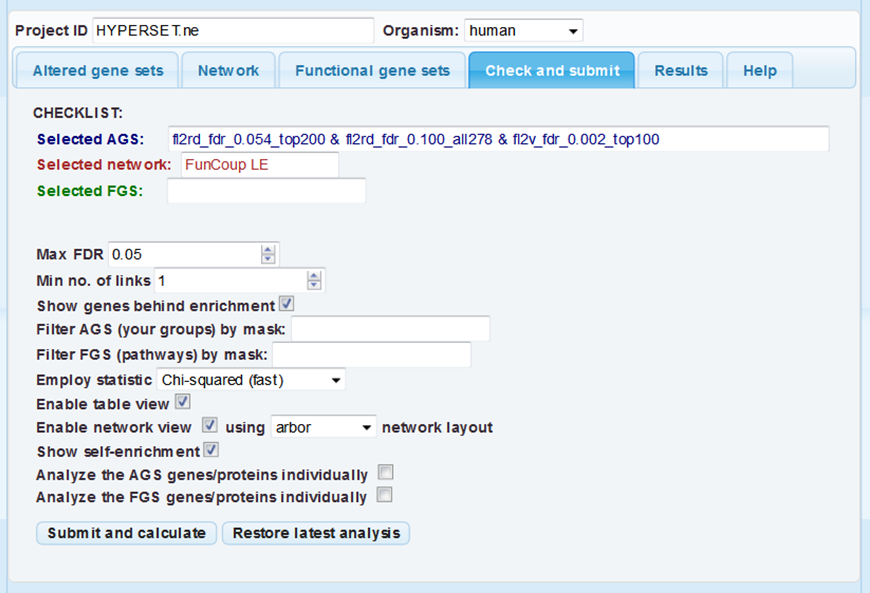 Project ID HYPERSET.ne Organism: human
Altered gene sets Network Functional gene sets Check and submit Results Help
CHECKLIST:
Selected AGS: fl2rd_fdr_0.054_top200 & fl2rd_fdr_0.100_all278 & fl2v_fdr_0.002_top100
Selected network: FunCoup LE
Selected FGS:
Max FDR 0.05
Min no. of links 1
Show genes behind enrichment
Filter AGS (your groups) by mask:
Filter FGS (pathways) by mask:
Employ statistic Chi-squared (fast)
Enable table view
Enable network view using arbor network layout
Show self-enrichment
Analyze the AGS genes/proteins individually
Analyze the FGS genes/proteins individually
Submit and calculate Restore latest analysis